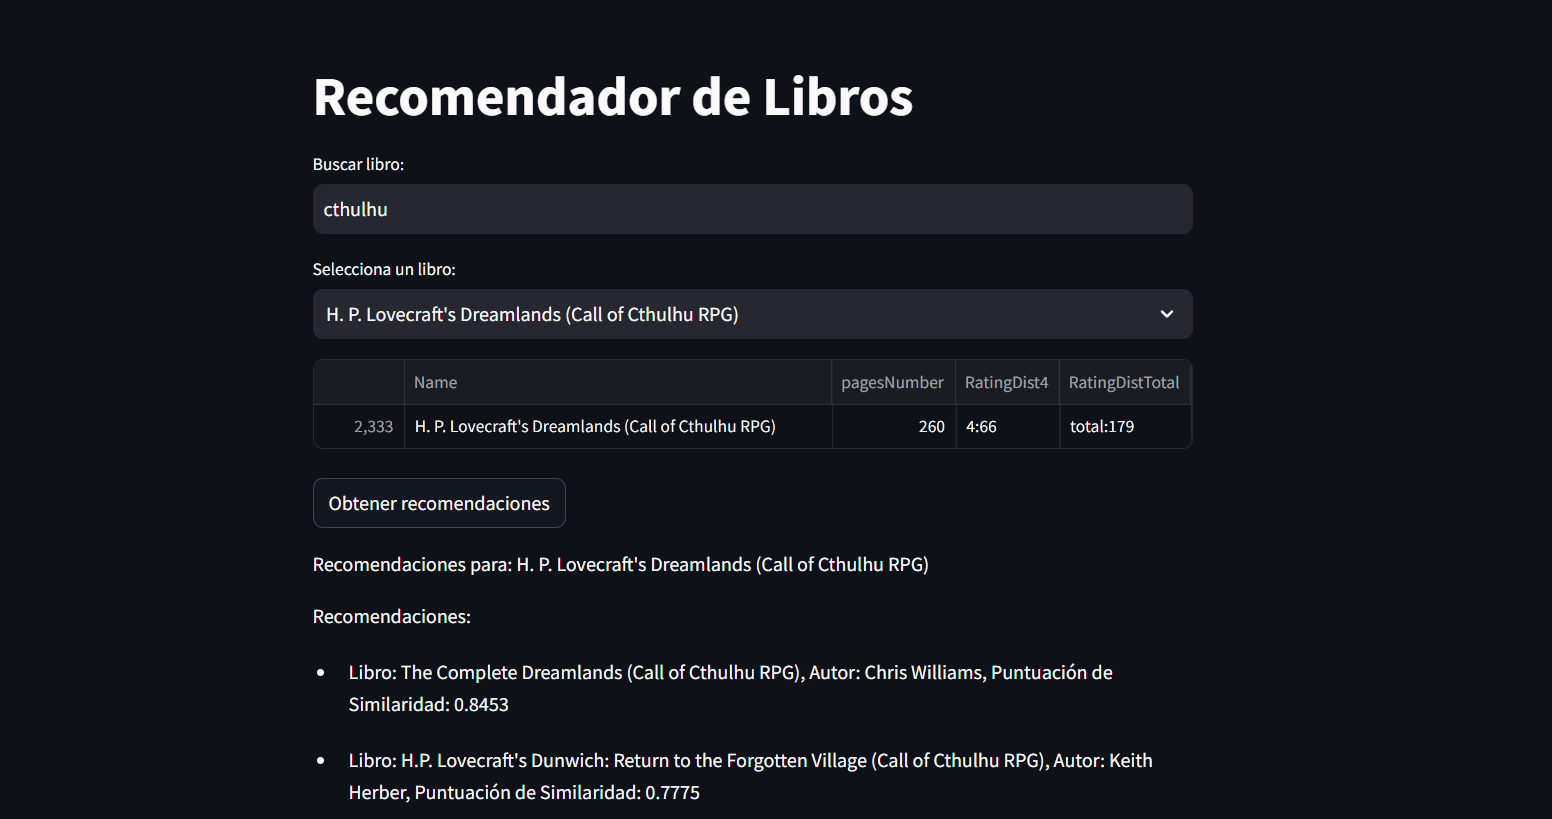 Recomendador de Libros
Buscar libro:
cthulhu
Selecciona un libro:
H. P. Lovecraft's Dreamlands (Call of Cthulhu RPG)
Name pagesNumber RatingDist4 RatingDistTotal
2,333 H. P. Lovecraft's Dreamlands (Call of Cthulhu RPG) 260 4:66 total:179
Obtener recomendaciones
Recomendaciones para: H. P. Lovecraft's Dreamlands (Call of Cthulhu RPG)
Recomendaciones:
• Libro: The Complete Dreamlands (Call of Cthulhu RPG), Autor: Chris Williams, Puntuación de
Similaridad: 0.8453
• Libro: H.P. Lovecraft's Dunwich: Return to the Forgotten Village (Call of Cthulhu RPG), Autor: Keith
Herber, Puntuación de Similaridad: 0.7775